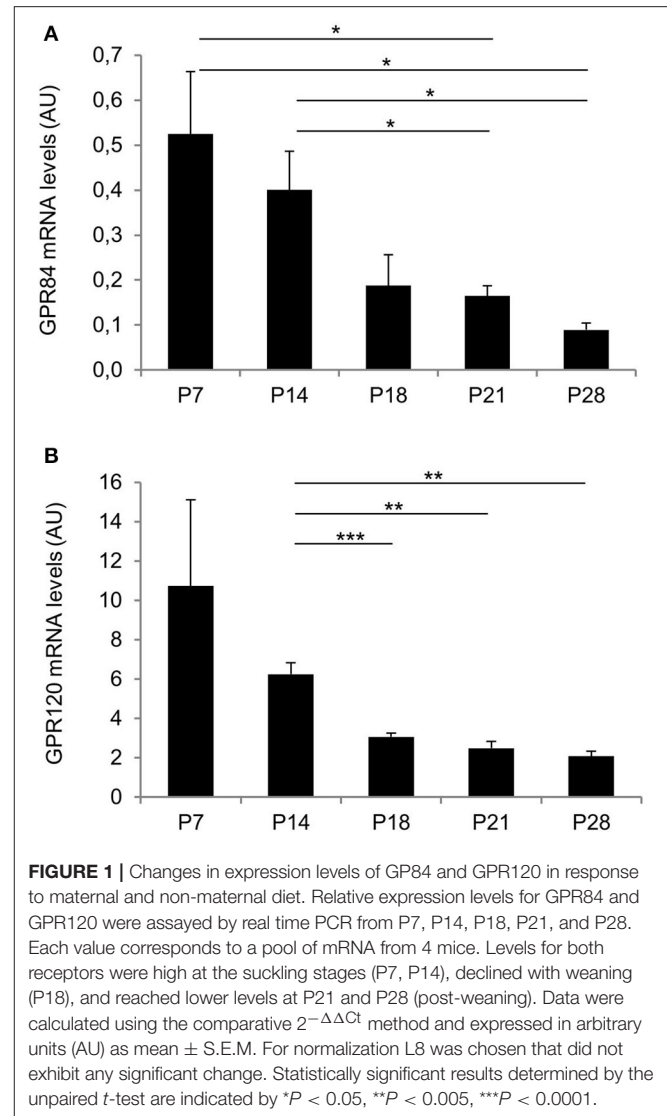 A
*
*
*
*
GPR84 mRNA levels (AU)
0,7
0,6
0,5
0,4
0,3
0,2
0,1
0,0
P7 P14 P18 P21 P28
B
**
**
***
GPR120 mRNA levels (AU)
16
14
12
10
8
6
4
2
0
P7 P14 P18 P21 P28
FIGURE 1 | Changes in expression levels of GP84 and GPR120 in response
to maternal and non-maternal diet. Relative expression levels for GPR84 and
GPR120 were assayed by real time PCR from P7, P14, P18, P21, and P28.
Each value corresponds to a pool of mRNA from 4 mice. Levels for both
receptors were high at the suckling stages (P7, P14), declined with weaning
(P18), and reached lower levels at P21 and P28 (post-weaning). Data were
calculated using the comparative 2−ΔΔCt method and expressed in arbitrary
units (AU) as mean ± S.E.M. For normalization L8 was chosen that did not
exhibit any significant change. Statistically significant results determined by the
unpaired t-test are indicated by *P < 0.05, **P < 0.005, ***P < 0.0001.